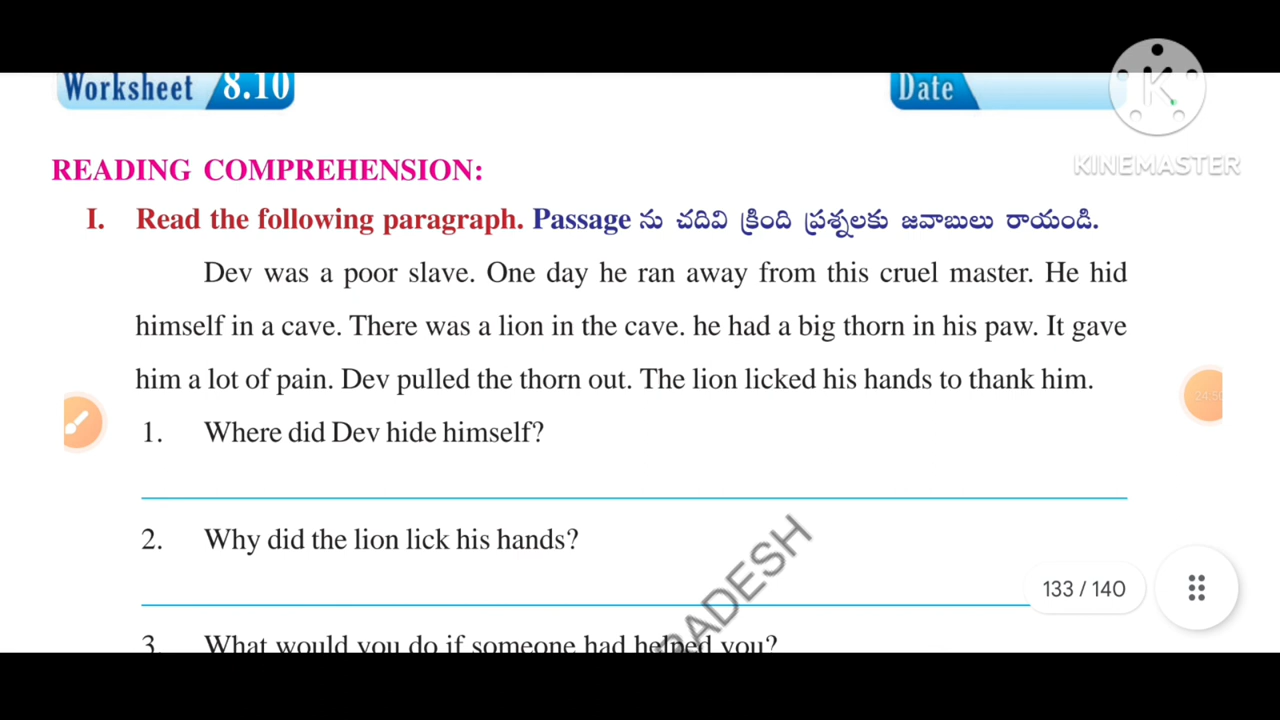 Worksheet 8.10
Date
KINEMASTER
READING COMPREHENSION:
I. Read the following paragraph. Passage ను చదివి క్రింది ప్రశ్నలకు జవాబులు రాయండి.
Dev was a poor slave. One day he ran away from this cruel master. He hid
himself in a cave. There was a lion in the cave. he had a big thorn in his paw. It gave
him a lot of pain. Dev pulled the thorn out. The lion licked his hands to thank him.
1. Where did Dev hide himself?
2. Why did the lion lick his hands?
133 / 140
3. What would you do if someone had helped you?